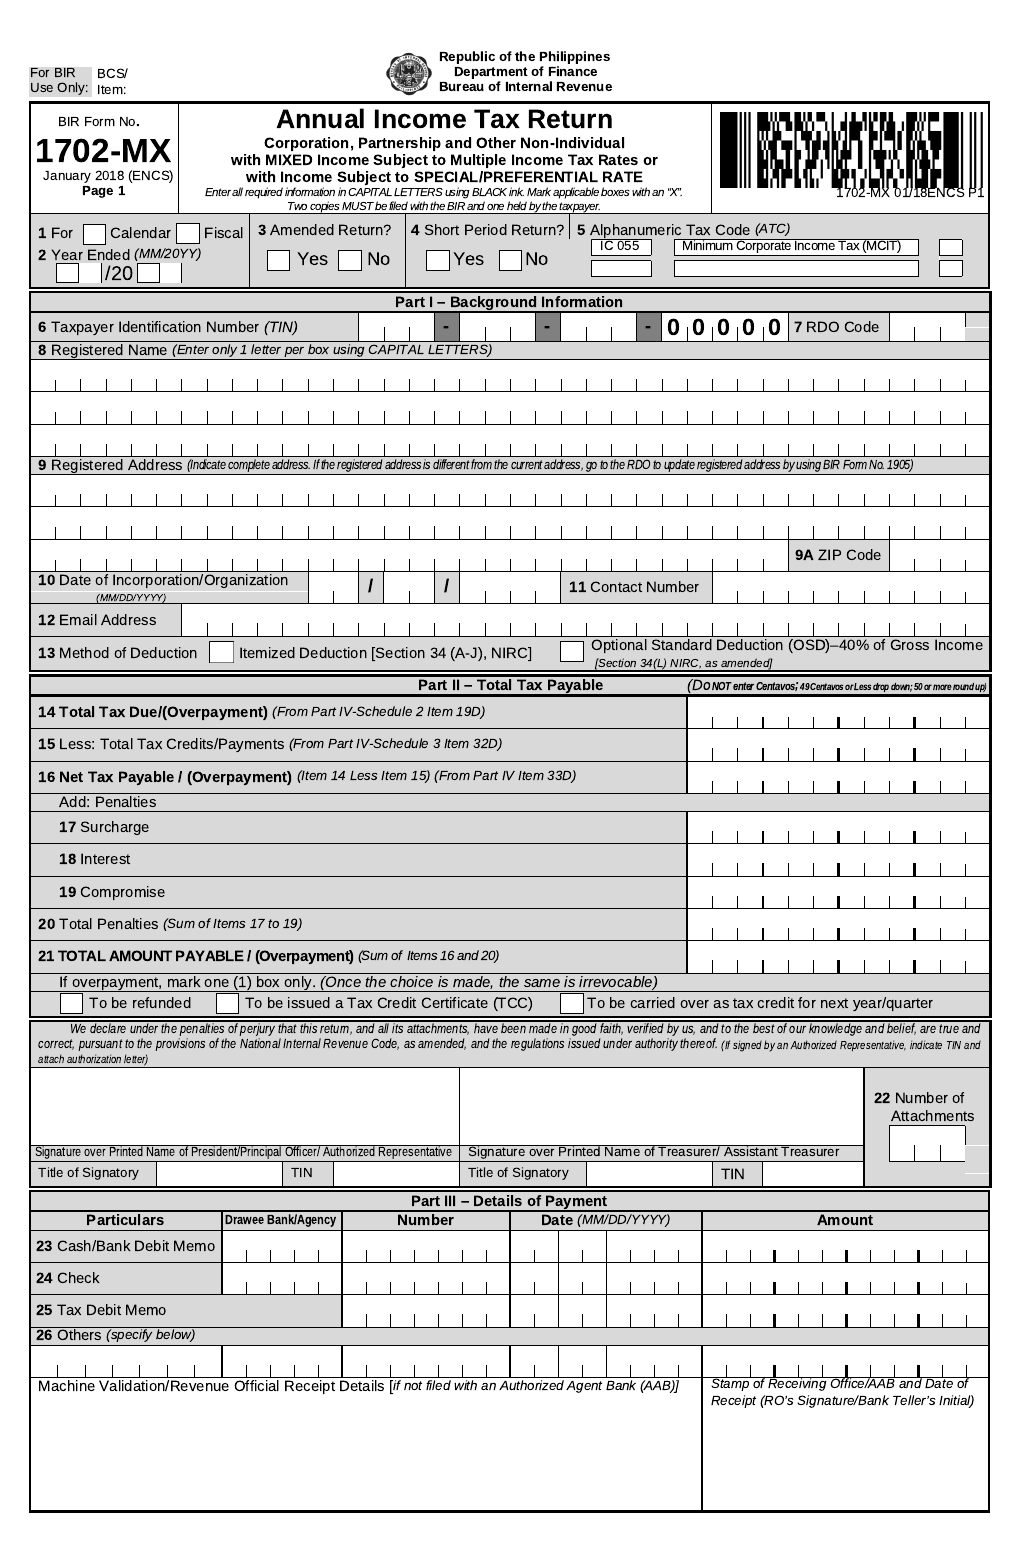 Republic of the Philippines
For BIR BCS/ Department of Finance
Use Only: Item: Bureau of Internal Revenue
BIR Form No.
1702-MX
January 2018 (ENCS)
Page 1
Annual Income Tax Return
Corporation, Partnership and Other Non-Individual
with MIXED Income Subject to Multiple Income Tax Rates or
with Income Subject to SPECIAL/PREFERENTIAL RATE
Enter all required information in CAPITAL LETTERS using BLACK ink. Mark applicable boxes with an “X”.
Two copies MUST be filed with the BIR and one held by the taxpayer.
1702-MX 01/18ENCS P1
1 For Calendar Fiscal
2 Year Ended (MM/20YY)
/20
3 Amended Return?
Yes No
4 Short Period Return?
Yes No
5 Alphanumeric Tax Code (ATC)
IC 055 Minimum Corporate Income Tax (MCIT)
Part I – Background Information
6 Taxpayer Identification Number (TIN) - - - 0 0 0 0 0 7 RDO Code
8 Registered Name (Enter only 1 letter per box using CAPITAL LETTERS)
9 Registered Address (Indicate complete address. If the registered address is different from the current address, go to the RDO to update registered address by using BIR Form No. 1905)
9A ZIP Code
10 Date of Incorporation/Organization
(MM/DD/YYYY)
/ / 11 Contact Number
12 Email Address
13 Method of Deduction Itemized Deduction [Section 34 (A-J), NIRC] Optional Standard Deduction (OSD)–40% of Gross Income
[Section 34(L) NIRC, as amended]
Part II – Total Tax Payable (DO NOT enter Centavos; 49 Centavos or Less drop down; 50 or more round up)
14 Total Tax Due/(Overpayment) (From Part IV-Schedule 2 Item 19D)
15 Less: Total Tax Credits/Payments (From Part IV-Schedule 3 Item 32D)
16 Net Tax Payable / (Overpayment) (Item 14 Less Item 15) (From Part IV Item 33D)
Add: Penalties
17 Surcharge
18 Interest
19 Compromise
20 Total Penalties (Sum of Items 17 to 19)
21 TOTAL AMOUNT PAYABLE / (Overpayment) (Sum of Items 16 and 20)
If overpayment, mark one (1) box only. (Once the choice is made, the same is irrevocable)
To be refunded To be issued a Tax Credit Certificate (TCC) To be carried over as tax credit for next year/quarter
We declare under the penalties of perjury that this return, and all its attachments, have been made in good faith, verified by us, and to the best of our knowledge and belief, are true and
correct, pursuant to the provisions of the National Internal Revenue Code, as amended, and the regulations issued under authority thereof. (If signed by an Authorized Representative, indicate TIN and
attach authorization letter)
22 Number of
Attachments
Signature over Printed Name of President/Principal Officer/ Authorized Representative Signature over Printed Name of Treasurer/ Assistant Treasurer
Title of Signatory TIN Title of Signatory TIN
Part III – Details of Payment
Particulars Drawee Bank/Agency Number Date (MM/DD/YYYY) Amount
23 Cash/Bank Debit Memo
24 Check
25 Tax Debit Memo
26 Others (specify below)
Machine Validation/Revenue Official Receipt Details [if not filed with an Authorized Agent Bank (AAB)]
Stamp of Receiving Office/AAB and Date of
Receipt (RO's Signature/Bank Teller's Initial)